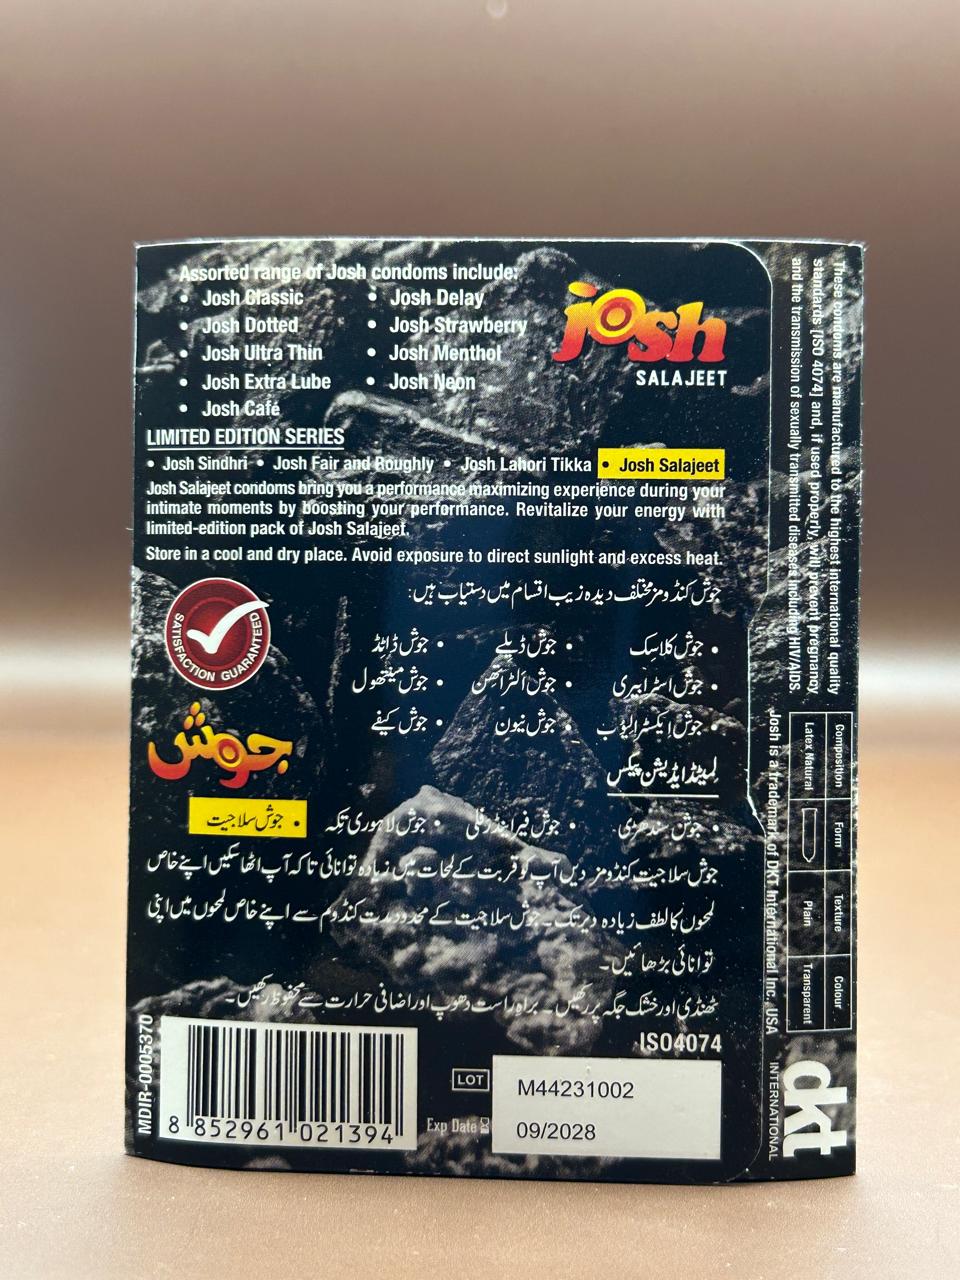 Assorted range of Josh condoms include:
• Josh Classic • Josh Delay
• Josh Dotted • Josh Strawberry
• Josh Ultra Thin • Josh Menthol
• Josh Extra Lube • Josh Neon
• Josh Café
josh
SALAJEET
LIMITED EDITION SERIES
• Josh Sindhri • Josh Fair and Roughly • Josh Lahori Tikka • Josh Salajeet
Josh Salajeet condoms bring you a performance maximizing experience during your
intimate moments by boosting your performance. Revitalize your energy with
limited-edition pack of Josh Salajeet.
Store in a cool and dry place. Avoid exposure to direct sunlight and excess heat.
SATISFACTION GUARANTEED
جوش کنڈومز مختلف دیدہ زیب اقسام میں دستیاب ہیں:
• جوش کلاسِک • جوش ڈیلے • جوش ڈاٹِڈ
• جوش اسٹرابیری • جوش الٹرا تھِن • جوش مینتھول
• جوش ایکسٹرا لیُوب • جوش نیون • جوش کیفے
جوش
لمیٹڈ ایڈیشن پیکس
• جوش سندھڑی • جوش فیر اینڈ رفلی • جوش لاہوری تِکہ • جوش سلاجیت
جوش سلاجیت کنڈومز دیں آپ کو قربت کے لمحات میں زیادہ توانائی تاکہ آپ اٹھا سکیں اپنے خاص
لمحوں کا لطف زیادہ دیر تک۔ جوش سلاجیت کے محدود مدت کنڈوم سے اپنے خاص لمحوں میں اپنی
توانائی بڑھائیں۔
ٹھنڈی اور خشک جگہ پر رکھیں۔ براہ راست دھوپ اور اضافی حرارت سے محفوظ رکھیں۔
ISO4074
MDIR-0005370
8 852961 021394
LOT M44231002
Exp Date 09/2028
These condoms are manufactured to the highest international quality
standards [ISO 4074] and, if used properly, will prevent pregnancy
and the transmission of sexually transmitted diseases including HIV/AIDS.
Composition Form Texture Colour
Latex Natural Plain Transparent
Josh is a trademark of DKT International Inc., USA
dkt
INTERNATIONAL